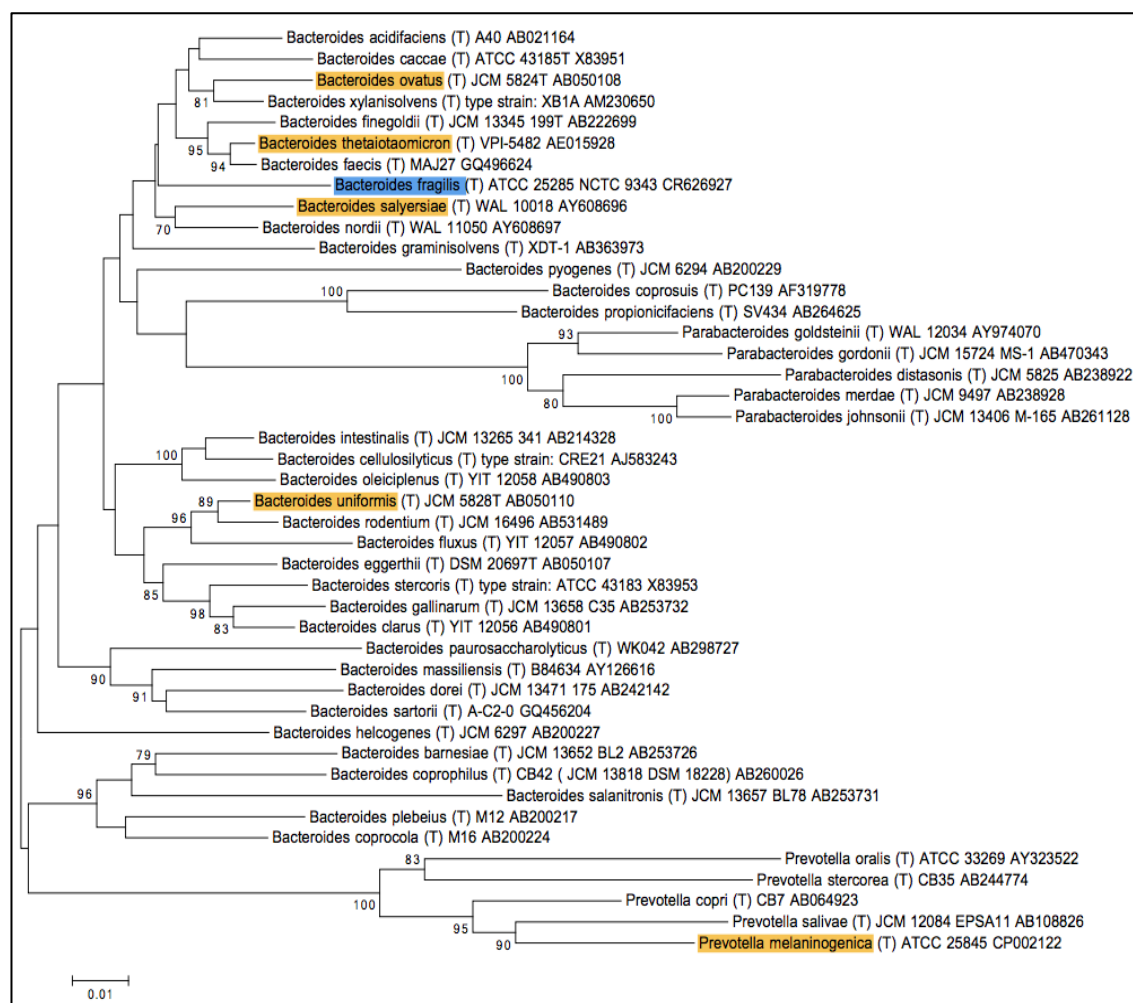 Bacteroides acidifaciens (T) A40 AB021164
Bacteroides caccae (T) ATCC 43185T X83951
Bacteroides ovatus (T) JCM 5824T AB050108
81
Bacteroides xylanisolvens (T) type strain: XB1A AM230650
Bacteroides finegoldii (T) JCM 13345 199T AB222699
95
Bacteroides thetaiotaomicron (T) VPI-5482 AE015928
94
Bacteroides faecis (T) MAJ27 GQ496624
Bacteroides fragilis (T) ATCC 25285 NCTC 9343 CR626927
Bacteroides salyersiae (T) WAL 10018 AY608696
70
Bacteroides nordii (T) WAL 11050 AY608697
Bacteroides graminisolvens (T) XDT-1 AB363973
Bacteroides pyogenes (T) JCM 6294 AB200229
100
Bacteroides coprosuis (T) PC139 AF319778
Bacteroides propionicifaciens (T) SV434 AB264625
93
Parabacteroides goldsteinii (T) WAL 12034 AY974070
Parabacteroides gordonii (T) JCM 15724 MS-1 AB470343
100
Parabacteroides distasonis (T) JCM 5825 AB238922
80
Parabacteroides merdae (T) JCM 9497 AB238928
100
Parabacteroides johnsonii (T) JCM 13406 M-165 AB261128
Bacteroides intestinalis (T) JCM 13265 341 AB214328
100
Bacteroides cellulosilyticus (T) type strain: CRE21 AJ583243
Bacteroides oleiciplenus (T) YIT 12058 AB490803
89
Bacteroides uniformis (T) JCM 5828T AB050110
96
Bacteroides rodentium (T) JCM 16496 AB531489
Bacteroides fluxus (T) YIT 12057 AB490802
Bacteroides eggerthii (T) DSM 20697T AB050107
85
Bacteroides stercoris (T) type strain: ATCC 43183 X83953
98
Bacteroides gallinarum (T) JCM 13658 C35 AB253732
83
Bacteroides clarus (T) YIT 12056 AB490801
Bacteroides paurosaccharolyticus (T) WK042 AB298727
90
Bacteroides massiliensis (T) B84634 AY126616
91
Bacteroides dorei (T) JCM 13471 175 AB242142
Bacteroides sartorii (T) A-C2-0 GQ456204
Bacteroides helcogenes (T) JCM 6297 AB200227
79
Bacteroides barnesiae (T) JCM 13652 BL2 AB253726
Bacteroides coprophilus (T) CB42 ( JCM 13818 DSM 18228) AB260026
96
Bacteroides salanitronis (T) JCM 13657 BL78 AB253731
Bacteroides plebeius (T) M12 AB200217
Bacteroides coprocola (T) M16 AB200224
83
Prevotella oralis (T) ATCC 33269 AY323522
Prevotella stercorea (T) CB35 AB244774
100
Prevotella copri (T) CB7 AB064923
95
Prevotella salivae (T) JCM 12084 EPSA11 AB108826
90
Prevotella melaninogenica (T) ATCC 25845 CP002122
0.01